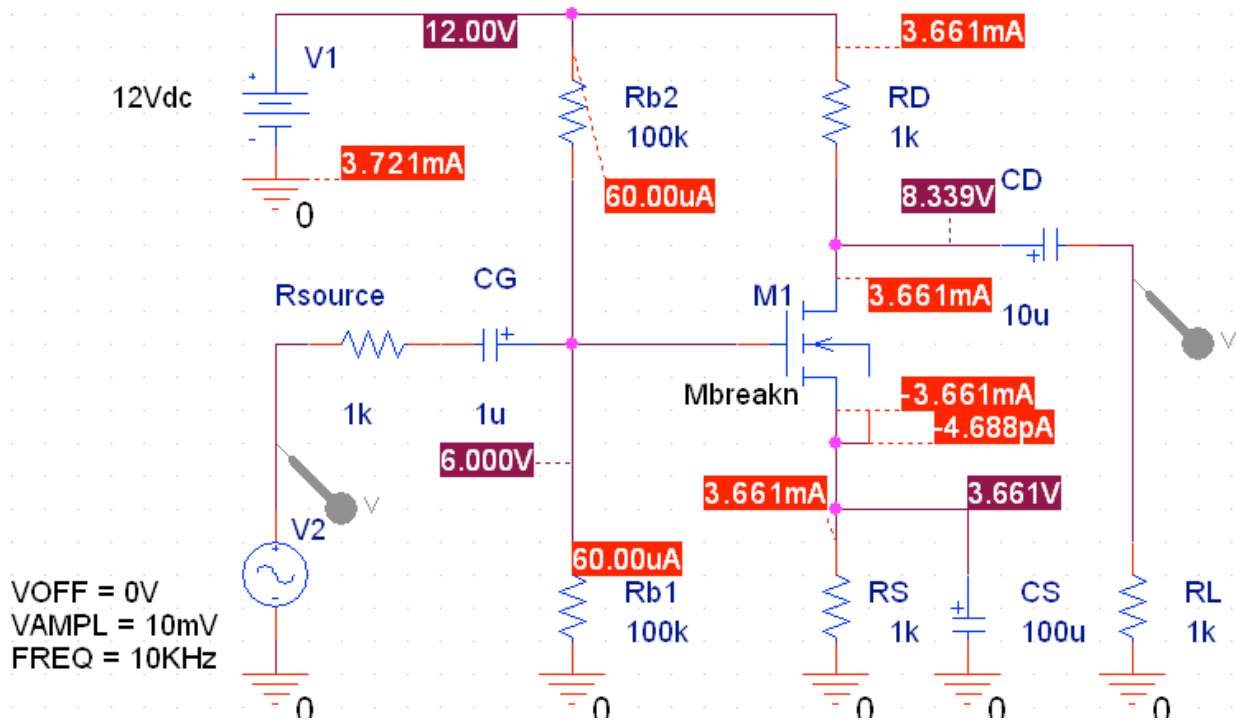 12.00V
3.661mA
V1
12Vdc
Rb2
100k
RD
1k
3.721mA
60.00uA
CD
8.339V
0
Rsource
CG
M1
3.661mA
10u
V
Mbreakn
1k
1u
-3.661mA
-4.688pA
6.000V
3.661mA
3.661V
V
V2
60.00uA
VOFF = 0V
VAMPL = 10mV
FREQ = 10KHz
Rb1
100k
RS
1k
CS
100u
RL
1k
0
0
0
0
0